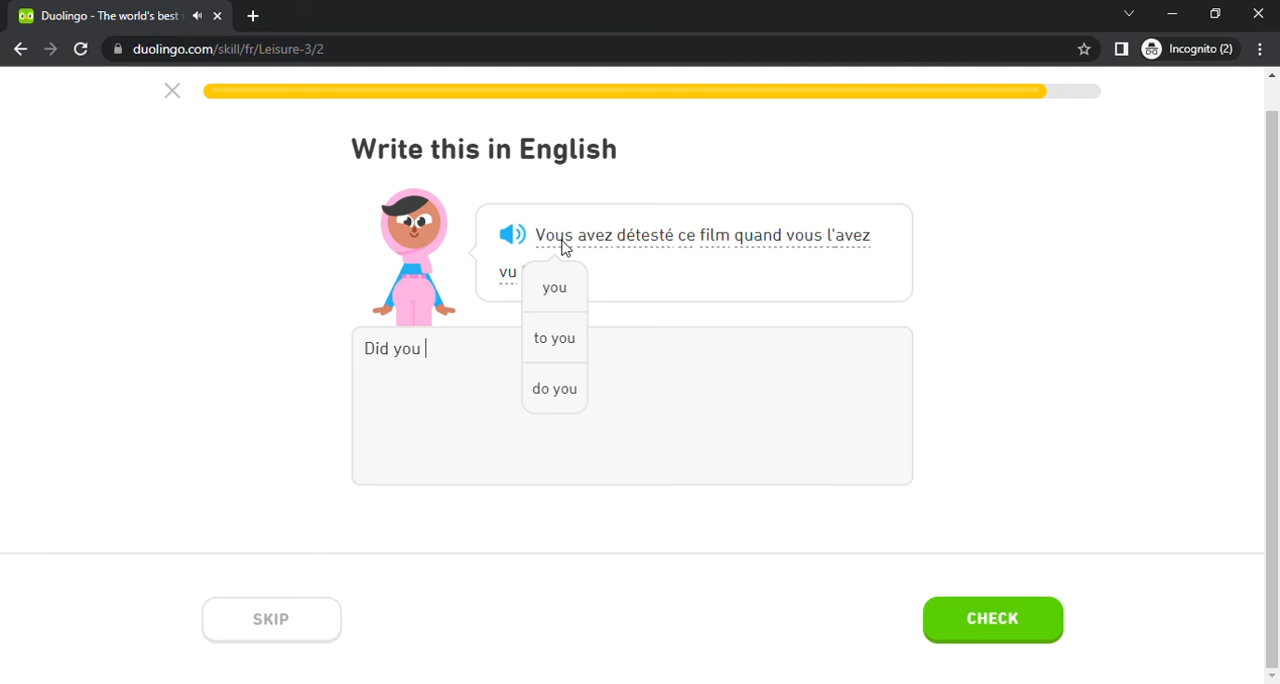 Duolingo - The world's best
duolingo.com/skill/fr/Leisure-3/2
Incognito (2)
Write this in English
Vous avez détesté ce film quand vous l'avez
vu
you
to you
do you
Did you
SKIP
CHECK